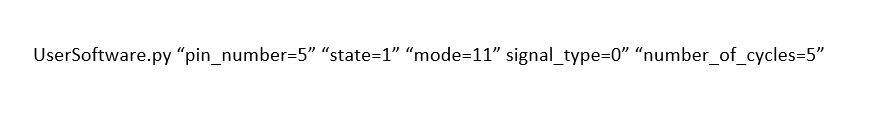 UserSoftware.py “pin_number=5” “state=1” “mode=11” signal_type=0” “number_of_cycles=5”